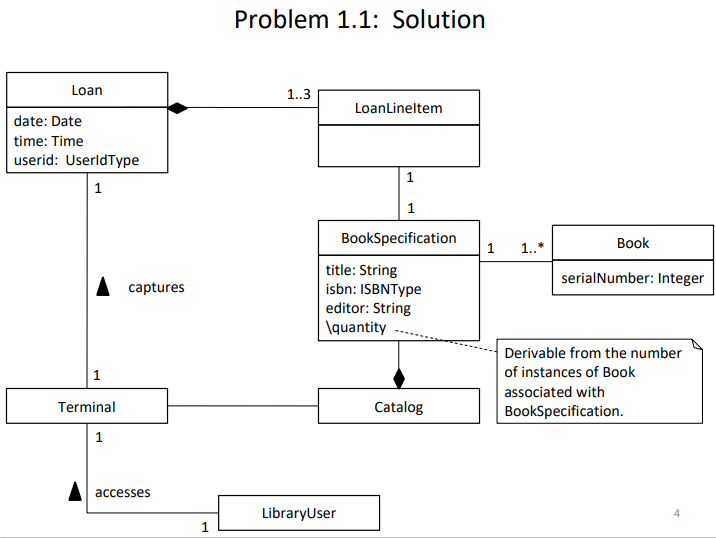 Problem 1.1:  Solution
Loan
date: Date
time: Time
userid:  UserIdType
1..3
LoanLineItem
1
1
1
BookSpecification
title: String
isbn: ISBNType
editor: String
\quantity
1
1..*
Book
serialNumber: Integer
captures
Derivable from the number
of instances of Book
associated with
BookSpecification.
1
Terminal
Catalog
1
accesses
LibraryUser
1
4